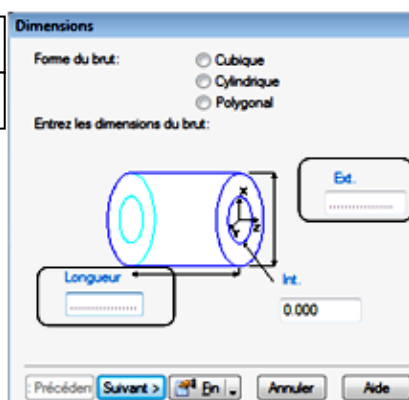 Dimensions
Forme du brut:
Cubique
Cylindrique
Polygonal
Entrez les dimensions du brut:
Ext.
................
X
Y
Z
Longueur
................
Int.
0.000
: Précéden Suivant > Fin Annuler Aide